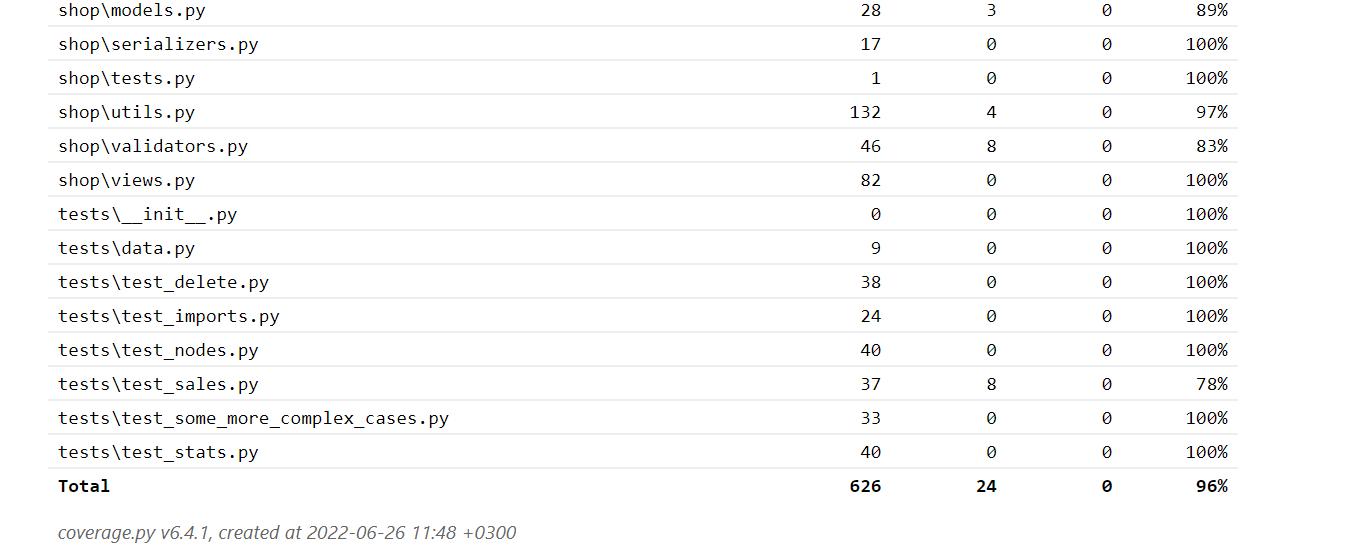 shop\models.py 28 3 0 89%
shop\serializers.py 17 0 0 100%
shop\tests.py 1 0 0 100%
shop\utils.py 132 4 0 97%
shop\validators.py 46 8 0 83%
shop\views.py 82 0 0 100%
tests\__init__.py 0 0 0 100%
tests\data.py 9 0 0 100%
tests\test_delete.py 38 0 0 100%
tests\test_imports.py 24 0 0 100%
tests\test_nodes.py 40 0 0 100%
tests\test_sales.py 37 8 0 78%
tests\test_some_more_complex_cases.py 33 0 0 100%
tests\test_stats.py 40 0 0 100%
Total 626 24 0 96%
coverage.py v6.4.1, created at 2022-06-26 11:48 +0300